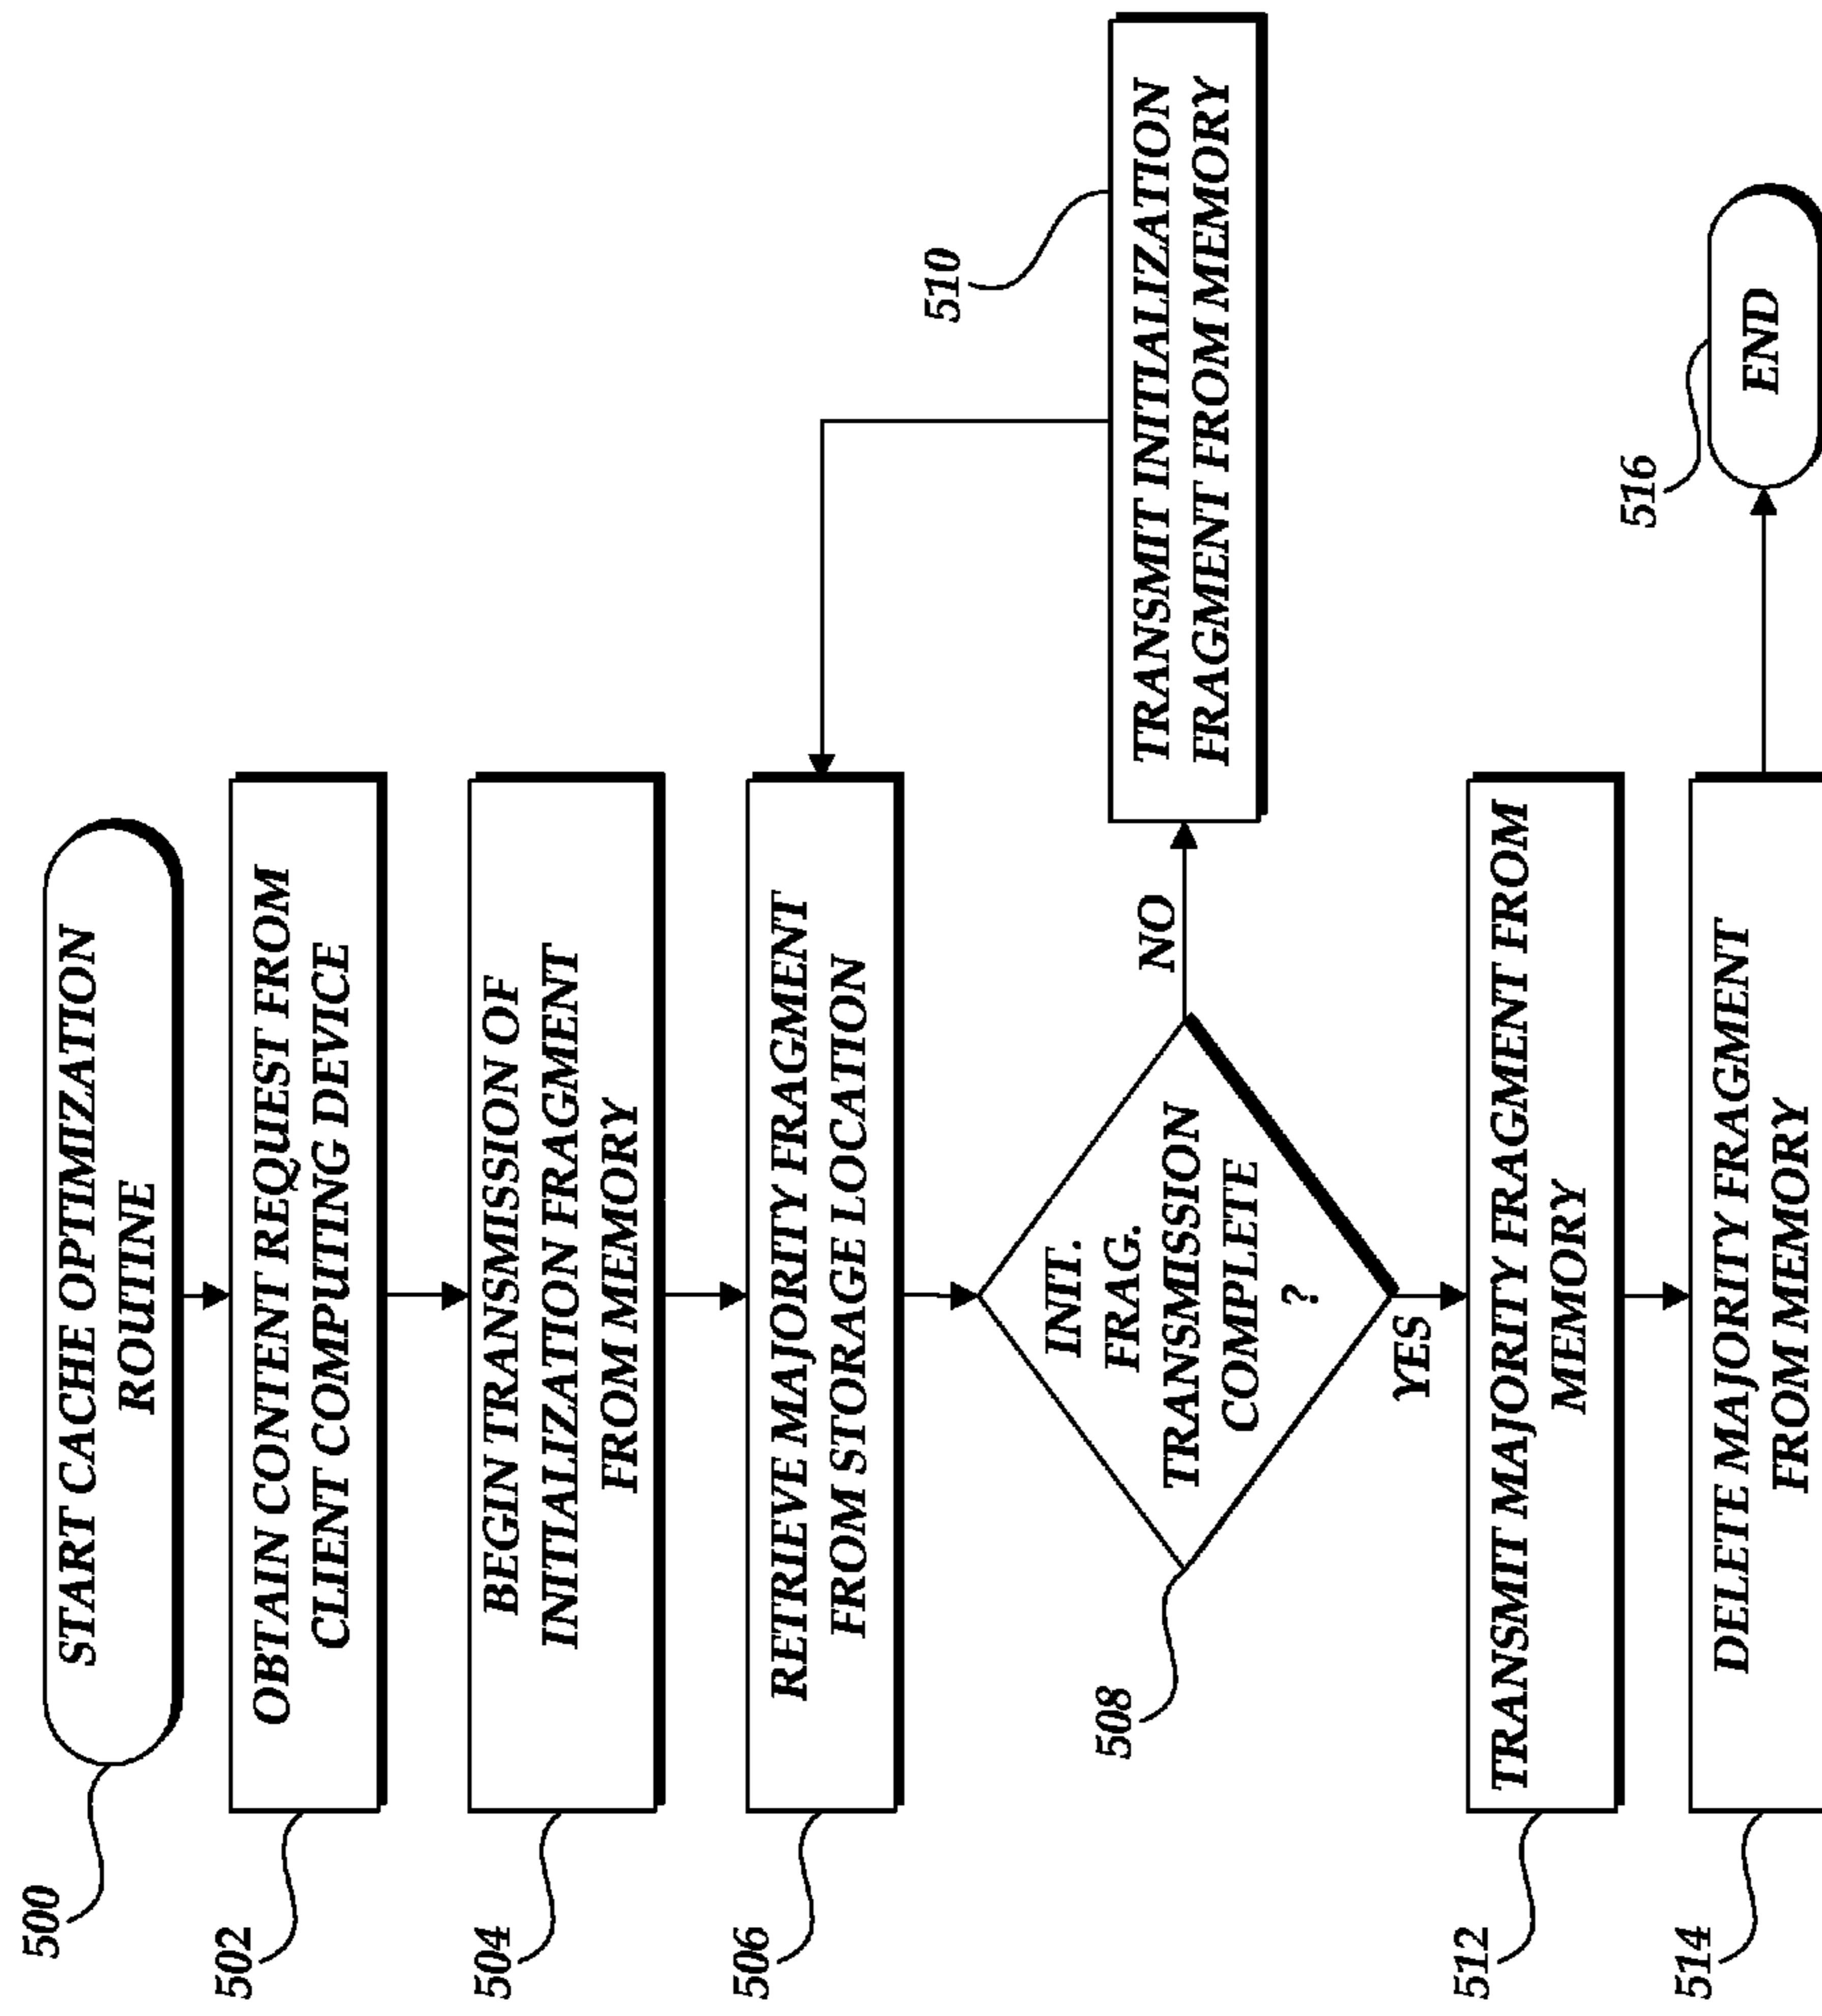 500
START CACHE OPTIMIZATION
ROUTINE
502
OBTAIN CONTENT REQUEST FROM
CLIENT COMPUTING DEVICE
504
BEGIN TRANSMISSION OF
INITIALIZATION FRAGMENT
FROM MEMORY
506
RETRIEVE MAJORITY FRAGMENT
FROM STORAGE LOCATION
508
INIT.
FRAG.
TRANSMISSION
COMPLETE
?
NO
510
TRANSMIT INITIALIZATION
FRAGMENT FROM MEMORY
YES
512
TRANSMIT MAJORITY FRAGMENT FROM
MEMORY
514
DELETE MAJORITY FRAGMENT
FROM MEMORY
516
END